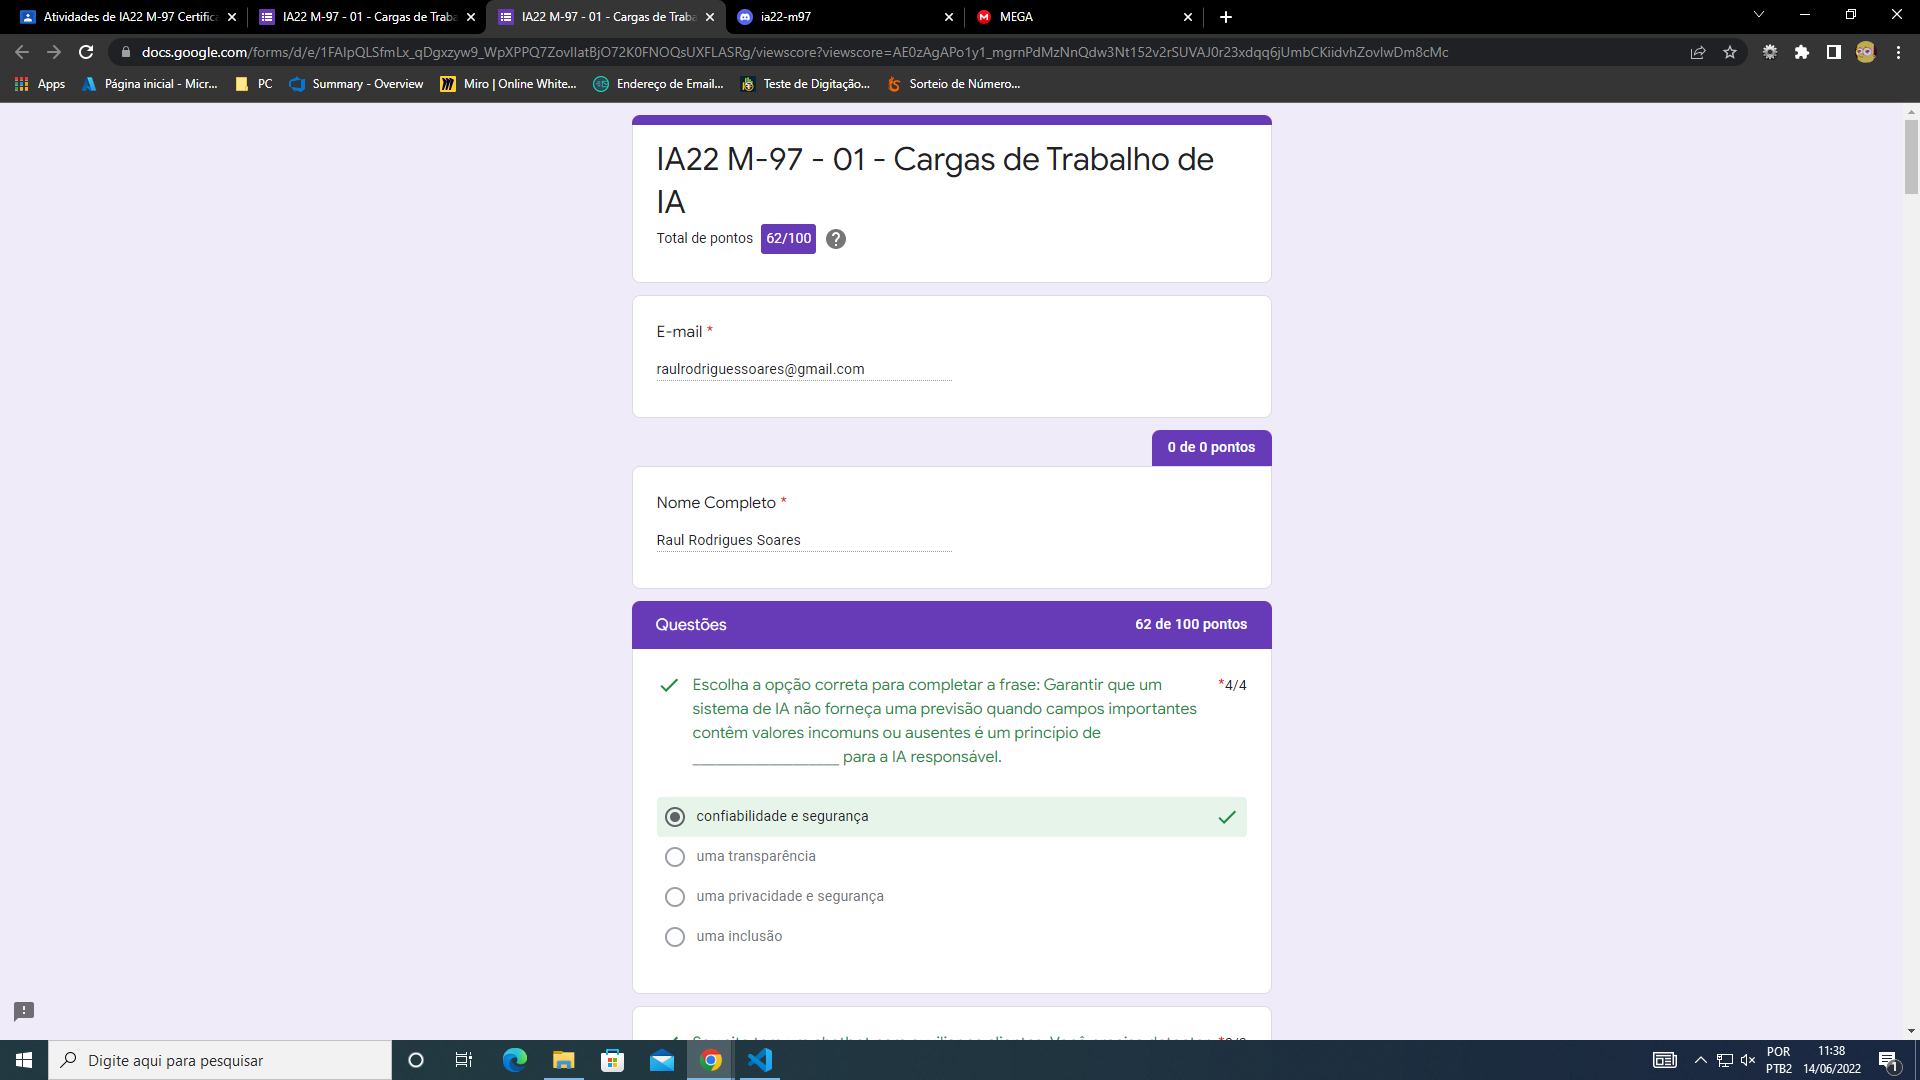 Atividades de IA22 M-97 Certifica
IA22 M-97 - 01 - Cargas de Traba
IA22 M-97 - 01 - Cargas de Traba
ia22-m97
MEGA
docs.google.com/forms/d/e/1FAIpQLSfmLx_qDgxzyw9_WpXPPQ7ZovIIatBjO72K0FNOQsUXFLASRg/viewscore?viewscore=AE0zAgAPo1y1_mgrnPdMzNnQdw3Nt152v2rSUVAJ0r23xdqq6jUmbCKiidvhZovIwDm8cMc
Apps
Página inicial - Micr...
PC
Summary - Overview
Miro | Online White...
Endereço de Email...
Teste de Digitação...
Sorteio de Número...
IA22 M-97 - 01 - Cargas de Trabalho de
IA
Total de pontos 62/100 ?
E-mail *
raulrodriguessoares@gmail.com
0 de 0 pontos
Nome Completo *
Raul Rodrigues Soares
Questões 62 de 100 pontos
Escolha a opção correta para completar a frase: Garantir que um *4/4
sistema de IA não forneça uma previsão quando campos importantes
contêm valores incomuns ou ausentes é um princípio de
___________________ para a IA responsável.
confiabilidade e segurança
uma transparência
uma privacidade e segurança
uma inclusão
Digite aqui para pesquisar
POR
PTB2
11:38
14/06/2022
1